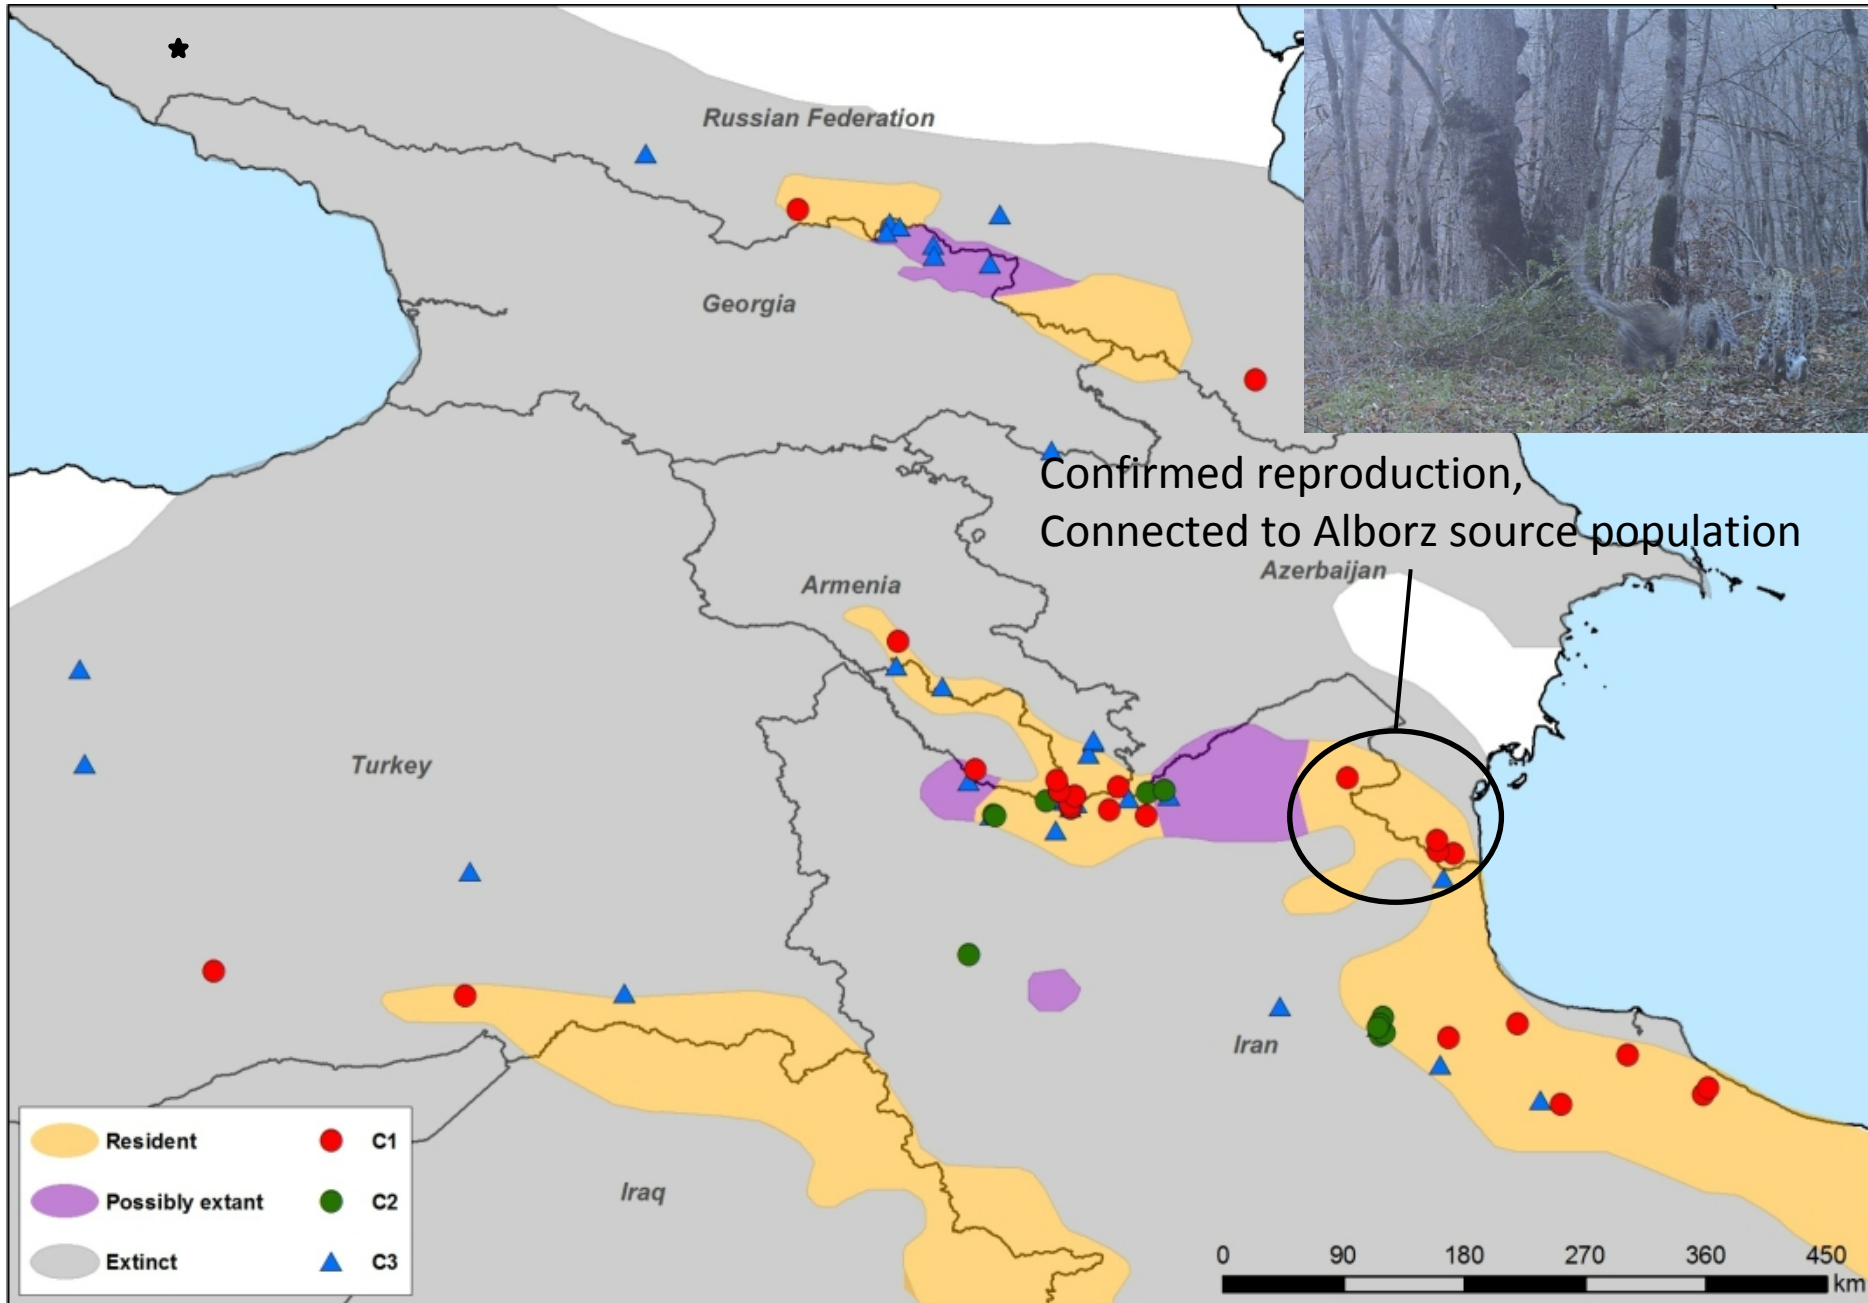 Russian Federation
Georgia
Confirmed reproduction,
Connected to Alborz source population
Azerbaijan
Armenia
Turkey
Iran
Iraq
Resident
C1
Possibly extant
C2
Extinct
C3
0 90 180 270 360 450
km